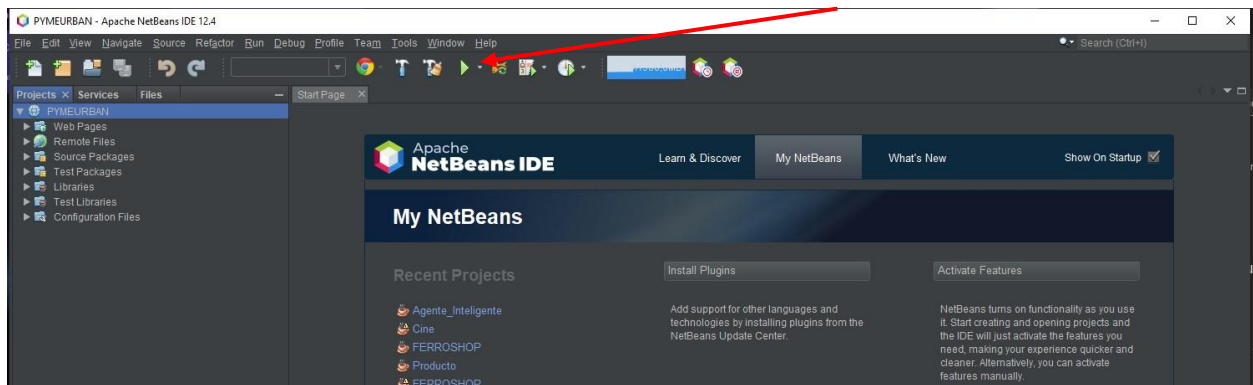 PYMEURBAN - Apache NetBeans IDE 12.4
File Edit View Navigate Source Refactor Run Debug Profile Team Tools Window Help
Search (Ctrl+I)
Projects Services Files
Start Page
PYMEURBAN
Web Pages
Remote Files
Source Packages
Test Packages
Libraries
Test Libraries
Configuration Files
Apache
NetBeans IDE
Learn & Discover
My NetBeans
What's New
Show On Startup
My NetBeans
Recent Projects
Agente_Inteligente
Cine
FERROSHOP
Producto
FERROSHOP
Install Plugins
Add support for other languages and
technologies by installing plugins from the
NetBeans Update Center.
Activate Features
NetBeans turns on functionality as you use
it. Start creating and opening projects and
the IDE will just activate the features you
need, making your experience quicker and
cleaner. Alternatively, you can activate
features manually.